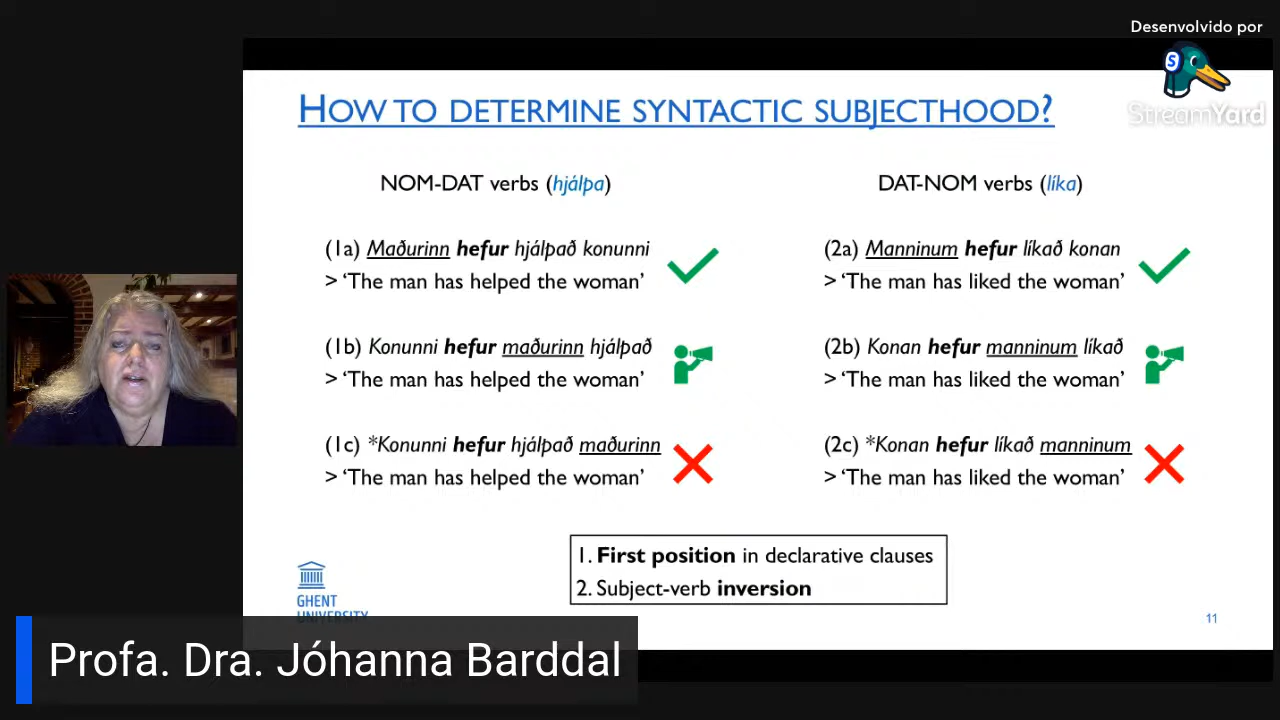 Desenvolvido por
StreamYard
HOW TO DETERMINE SYNTACTIC SUBJECTHOOD?
NOM-DAT verbs (hjálpa)
(1a) Maðurinn hefur hjálpað konunni
> ‘The man has helped the woman’
(1b) Konunni hefur maðurinn hjálpað
> ‘The man has helped the woman’
(1c) *Konunni hefur hjálpað maðurinn
> ‘The man has helped the woman’
DAT-NOM verbs (líka)
(2a) Manninum hefur líkað konan
> ‘The man has liked the woman’
(2b) Konan hefur manninum líkað
> ‘The man has liked the woman’
(2c) *Konan hefur líkað manninum
> ‘The man has liked the woman’
1. First position in declarative clauses
2. Subject-verb inversion
GHENT
UNIVERSITY
11
Profa. Dra. Jóhanna Barddal